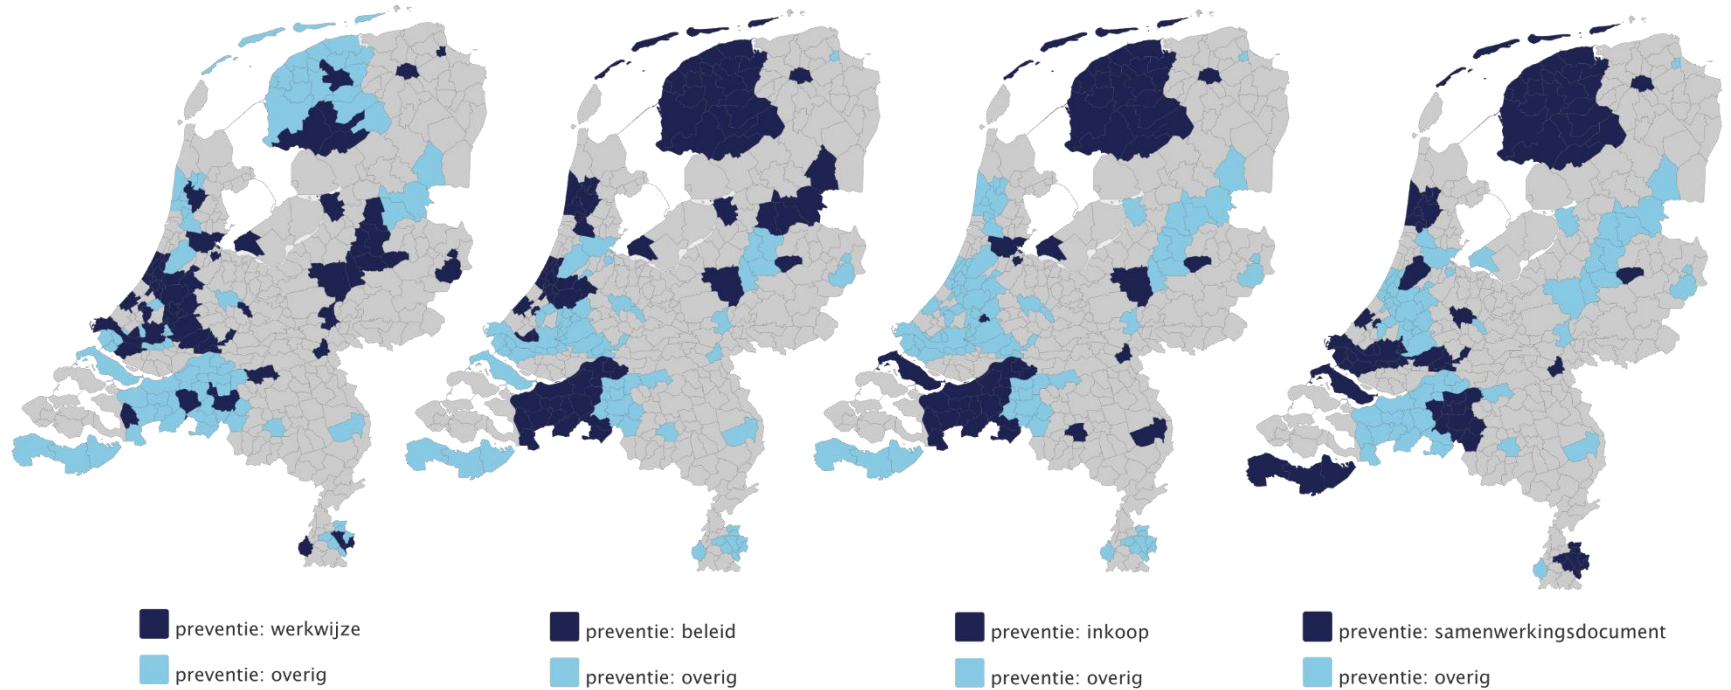 preventie: werkwijze
preventie: overig
preventie: beleid
preventie: overig
preventie: inkoop
preventie: overig
preventie: samenwerkingsdocument
preventie: overig